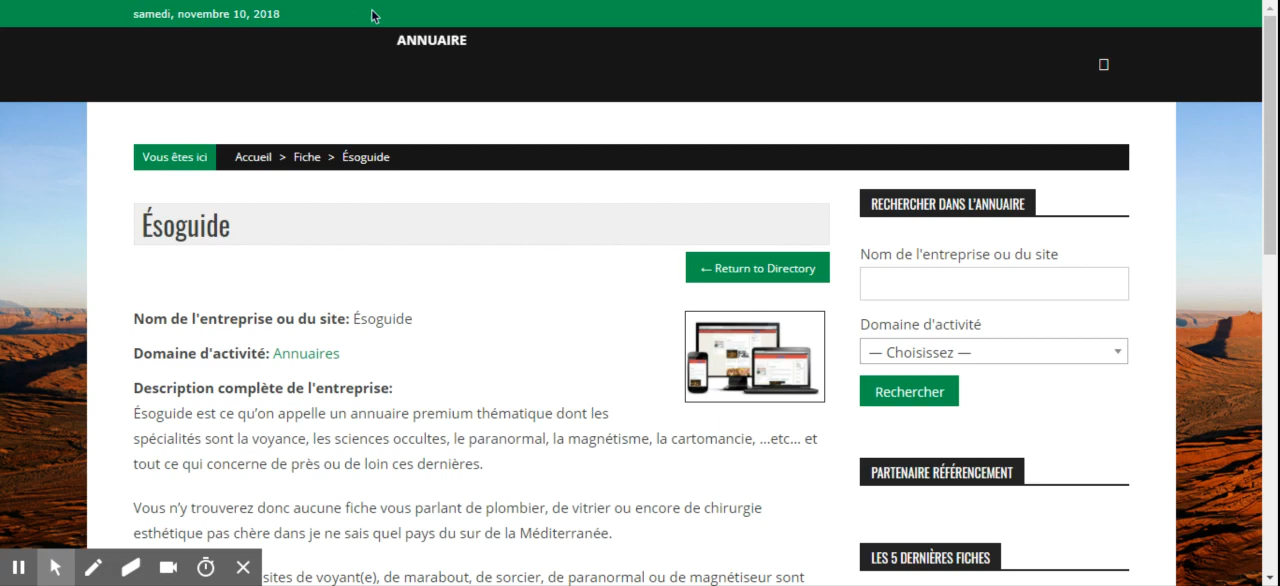 samedi, novembre 10, 2018
ANNUAIRE
Vous êtes ici Accueil > Fiche > Ésoguide
Ésoguide
← Return to Directory
Nom de l'entreprise ou du site: Ésoguide
Domaine d'activité: Annuaires
Description complète de l'entreprise:
Ésoguide est ce qu’on appelle un annuaire premium thématique dont les
spécialités sont la voyance, les sciences occultes, le paranormal, la magnétisme, la cartomancie, …etc… et
tout ce qui concerne de près ou de loin ces dernières.
Vous n’y trouverez donc aucune fiche vous parlant de plombier, de vitrier ou encore de chirurgie
esthétique pas chère dans je ne sais quel pays du sur de la Méditerranée.
sites de voyant(e), de marabout, de sorcier, de paranormal ou de magnétiseur sont
RECHERCHER DANS L’ANNUAIRE
Nom de l'entreprise ou du site
Domaine d'activité
— Choisissez —
Rechercher
PARTENAIRE RÉFÉRENCEMENT
LES 5 DERNIÈRES FICHES